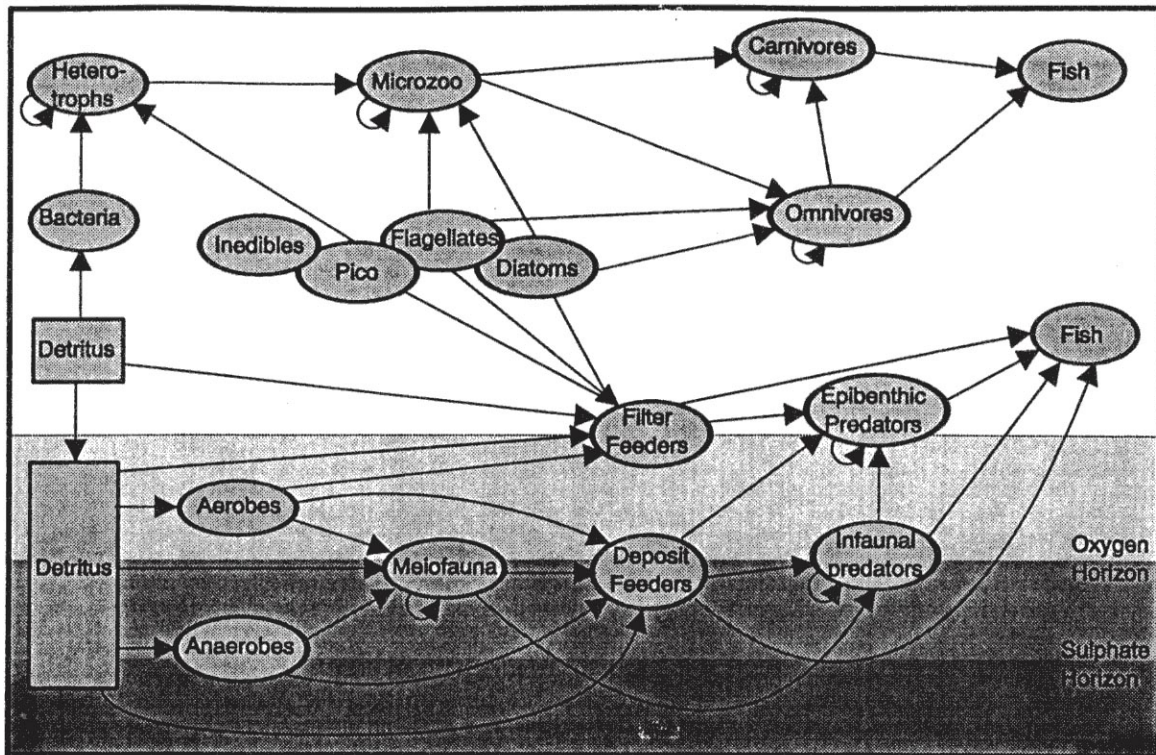 Hetero-
trophs
Microzoo
Carnivores
Fish
Bacteria
Inedibles
Pico
Flagellates
Diatoms
Omnivores
Detritus
Fish
Filter
Feeders
Epibenthic
Predators
Detritus
Aerobes
Meiofauna
Deposit
Feeders
Infaunal
predators
Oxygen
Horizon
Anaerobes
Sulphate
Horizon